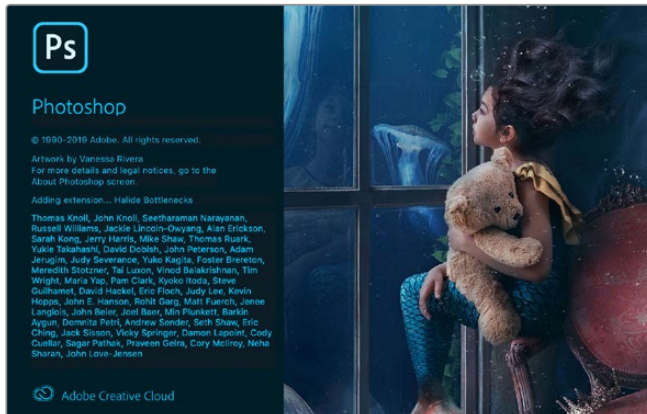 Ps
Photoshop
© 1990-2019 Adobe. All rights reserved.
Artwork by Vanessa Rivera
For more details and legal notices, go to the
About Photoshop screen.
Adding extension... Halide Bottlenecks
Thomas Knoll, John Knoll, Seetharaman Narayanan,
Russell Williams, Jackie Lincoln-Owyang, Alan Erickson,
Sarah Kong, Jerry Harris, Mike Shaw, Thomas Ruark,
Yukie Takahashi, David Dobish, John Peterson, Adam
Jerugim, Judy Severance, Yuko Kagita, Foster Brereton,
Meredith Stotzner, Tai Luxon, Vinod Balakrishnan, Tim
Wright, Maria Yap, Pam Clark, Kyoko Itoda, Steve
Guilhamet, David Hackel, Eric Floch, Judy Lee, Kevin
Hopps, John E. Hanson, Rohit Garg, Matt Fuerch, Jenee
Langlois, John Beier, Joel Baer, Min Plunkett, Barkin
Aygun, Domnita Petri, Andrew Sender, Seth Shaw, Eric
Ching, Jack Sisson, Vicky Springer, Damon Lapoint, Cody
Cuellar, Sagar Pathak, Praveen Gelra, Cory McIlroy, Neha
Sharan, John Love-Jensen
Adobe Creative Cloud